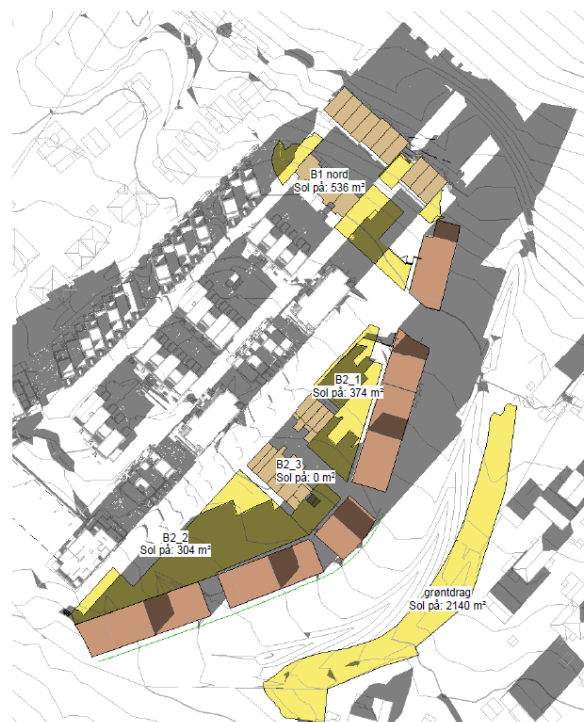 B1 nord
Sol på: 536 m²
B2_1
Sol på: 374 m²
B2_3
Sol på: 0 m²
B2_2
Sol på: 304 m²
grøntdrag
Sol på: 2140 m²